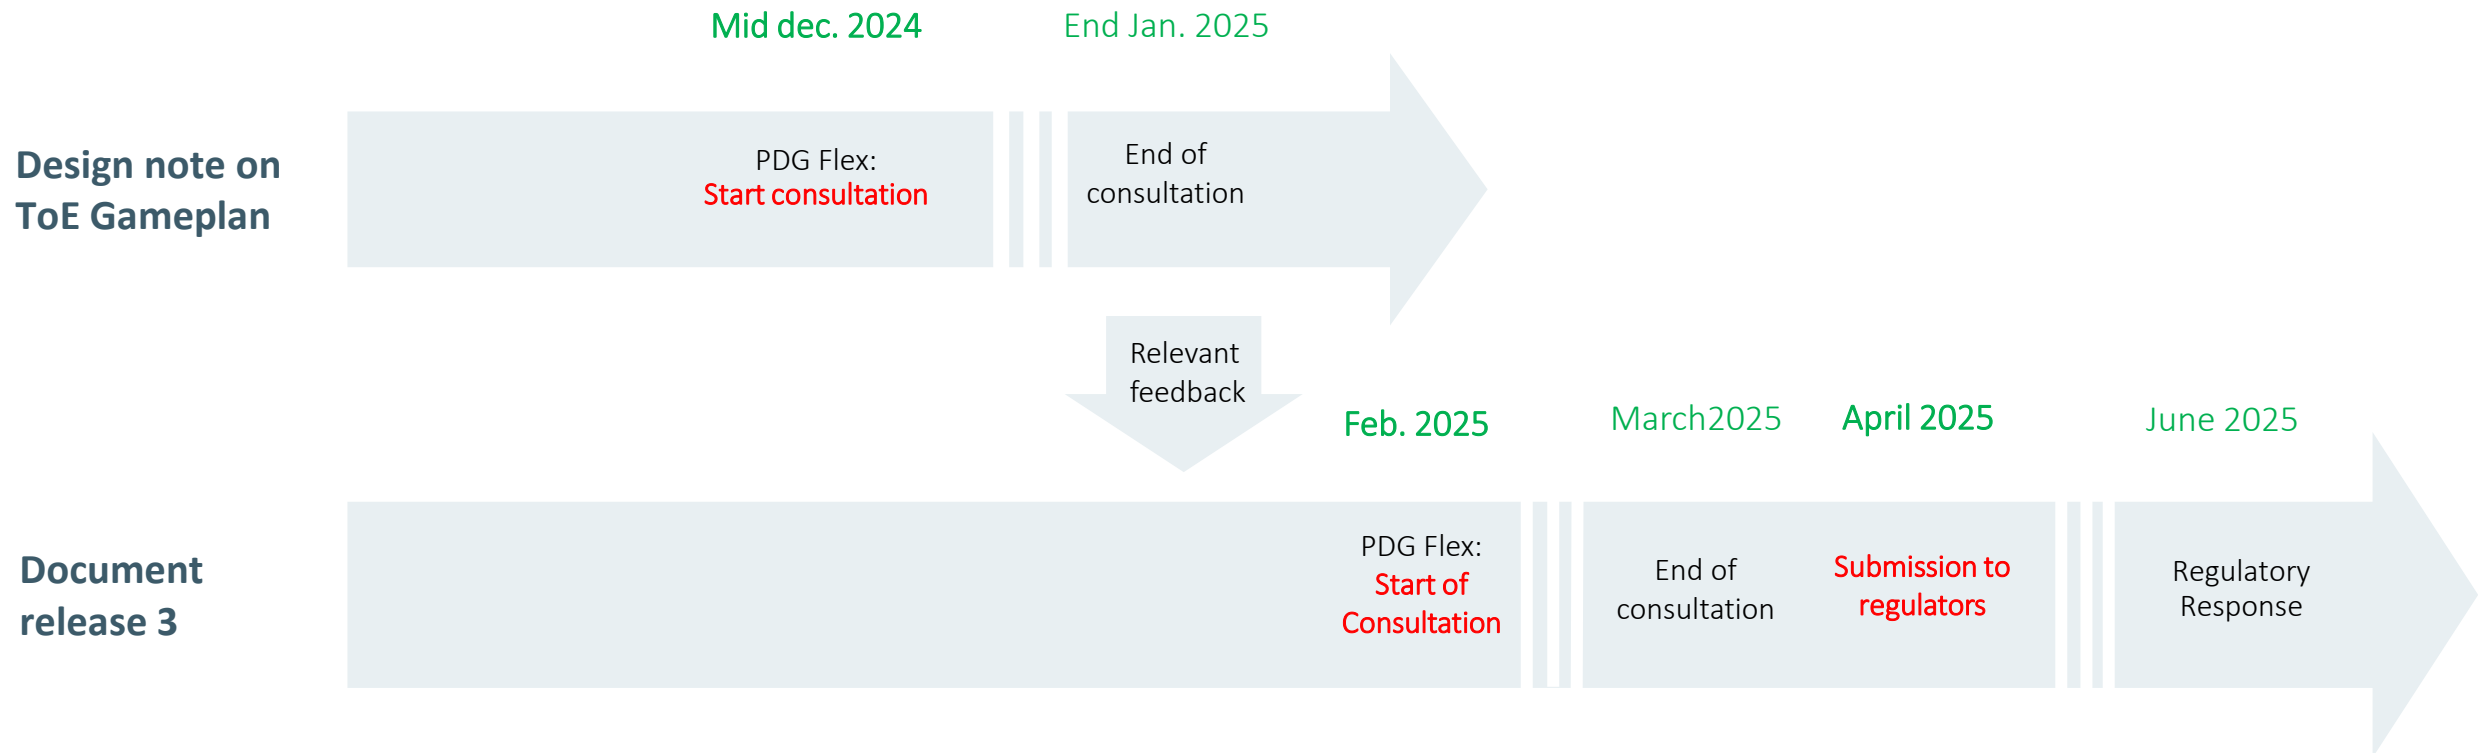 Mid dec. 2024
End Jan. 2025
Design note on
ToE Gameplan
PDG Flex:
Start consultation
End of
consultation
Relevant
feedback
Feb. 2025
March2025
April 2025
June 2025
Document
release 3
PDG Flex:
Start of
Consultation
End of
consultation
Submission to
regulators
Regulatory
Response